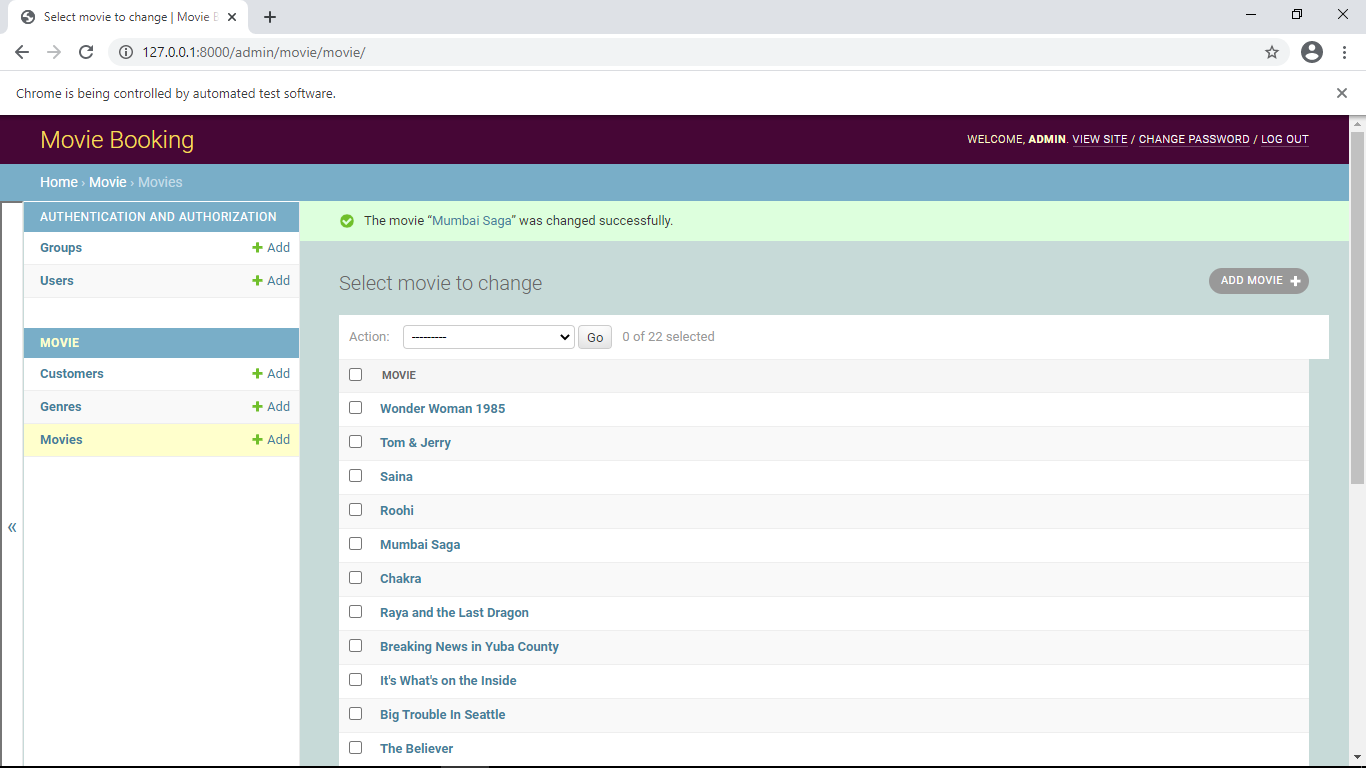 Select movie to change | Movie B
127.0.0.1:8000/admin/movie/movie/
Chrome is being controlled by automated test software.
Movie Booking
WELCOME, ADMIN. VIEW SITE / CHANGE PASSWORD / LOG OUT
Home › Movie › Movies
AUTHENTICATION AND AUTHORIZATION
Groups + Add
Users + Add
MOVIE
Customers + Add
Genres + Add
Movies + Add
«
The movie “Mumbai Saga” was changed successfully.
Select movie to change
ADD MOVIE +
Action: --------- Go 0 of 22 selected
MOVIE
Wonder Woman 1985
Tom & Jerry
Saina
Roohi
Mumbai Saga
Chakra
Raya and the Last Dragon
Breaking News in Yuba County
It's What's on the Inside
Big Trouble In Seattle
The Believer